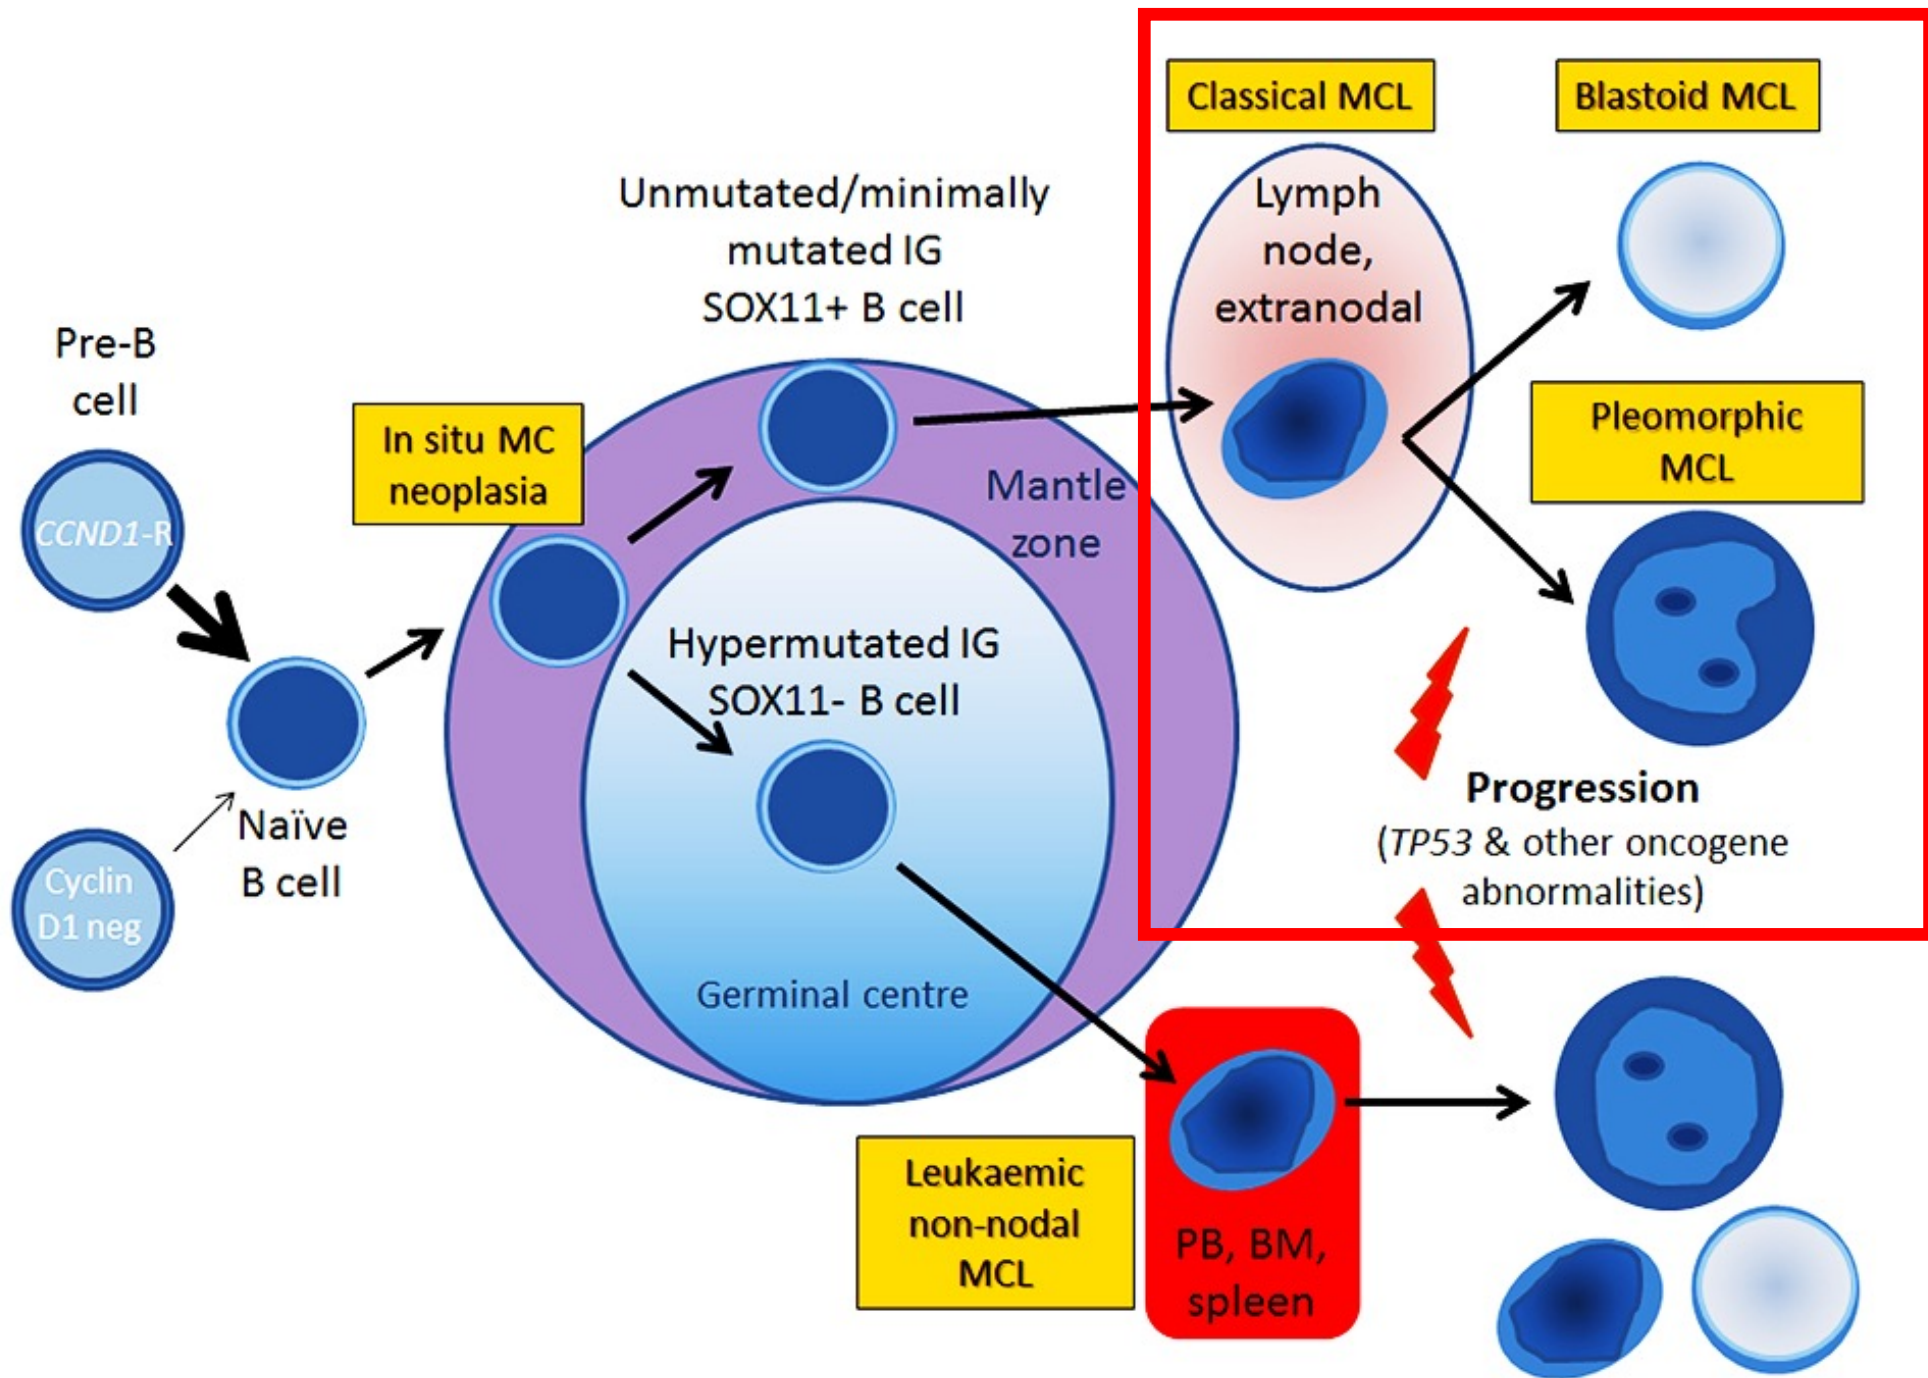 Classical MCL
Blastoid MCL
Unmutated/minimally
mutated IG
SOX11+ B cell
Lymph
node,
extranodal
Pre-B
cell
CCND1-R
In situ MC
neoplasia
Pleomorphic
MCL
Mantle
zone
Hypermutated IG
SOX11- B cell
Naïve
B cell
Cyclin
D1 neg
Progression
(TP53 & other oncogene
abnormalities)
Germinal centre
Leukaemic
non-nodal
MCL
PB, BM,
spleen